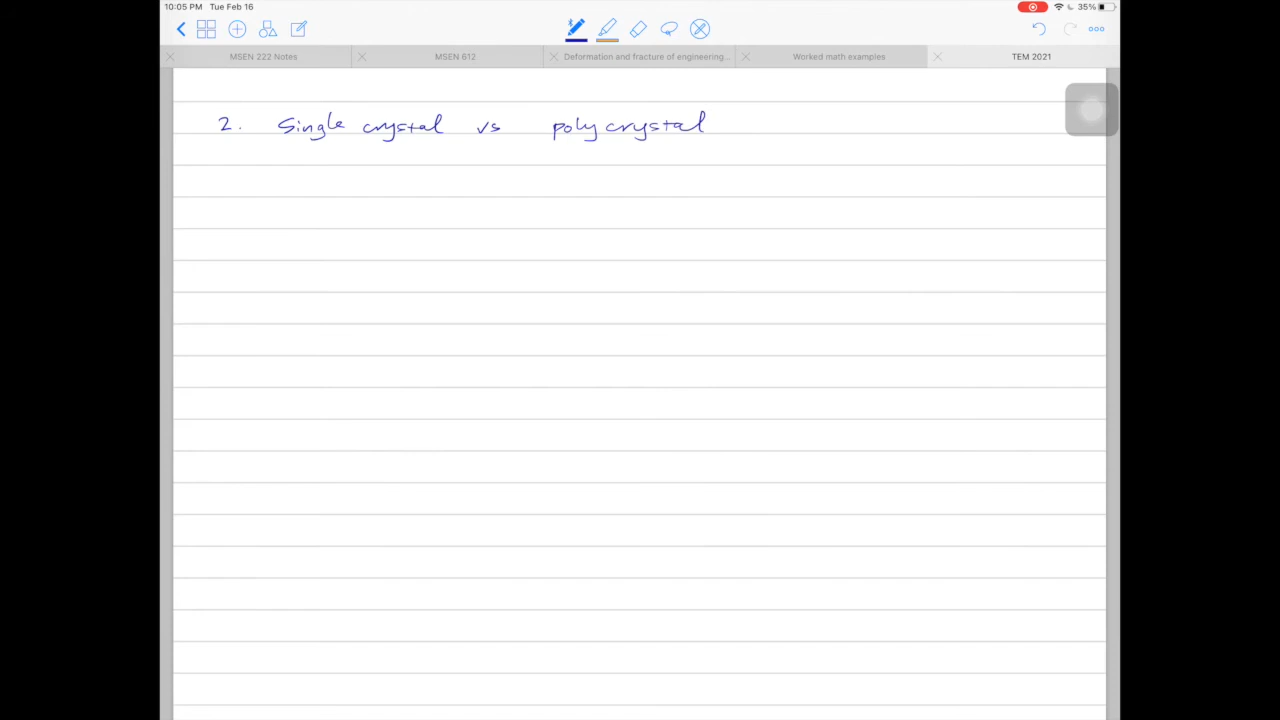 10:05 PM Tue Feb 16 35%
MSEN 222 Notes MSEN 612 Deformation and fracture of engineering... Worked math examples TEM 2021
2. Single crystal vs polycrystal